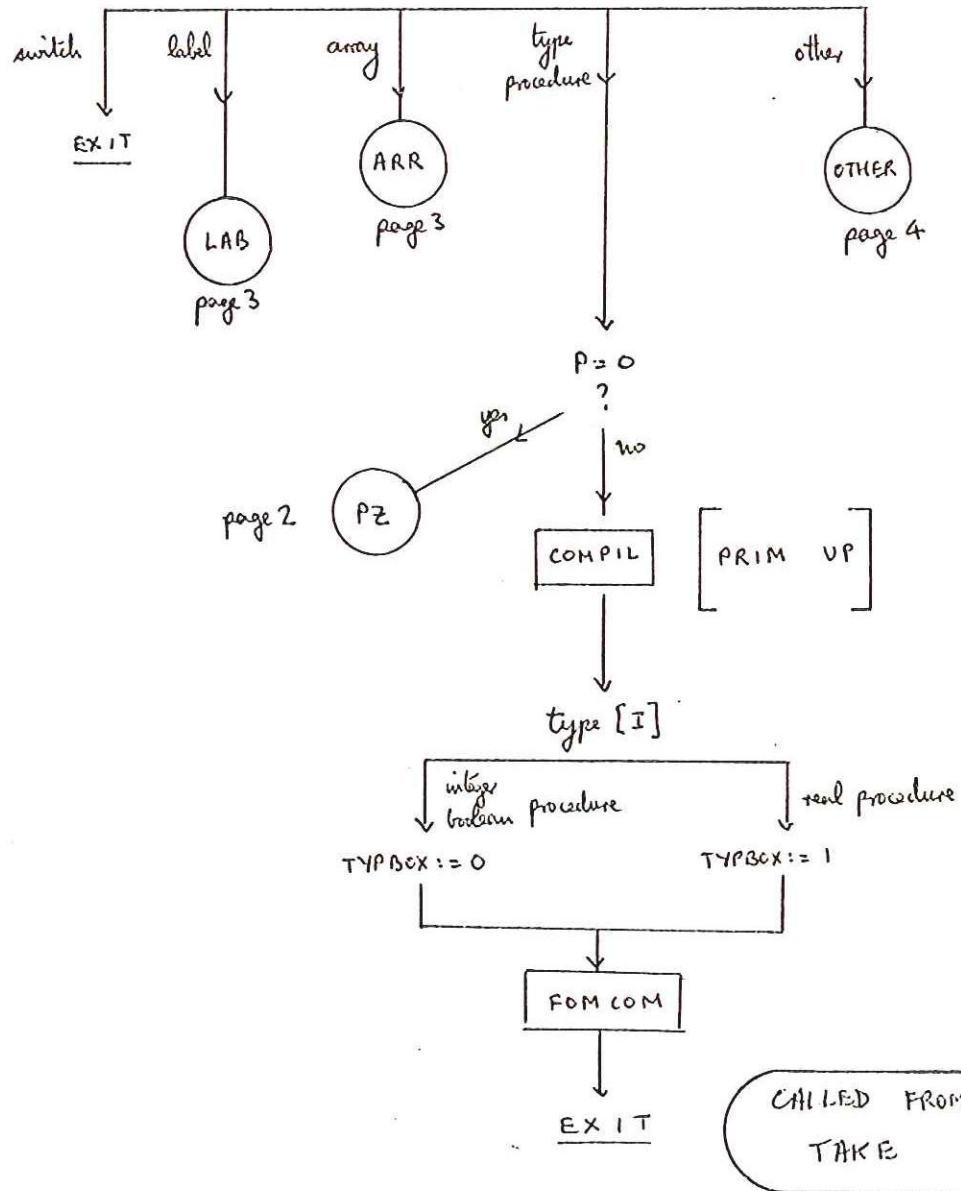 switch
label
array
type
procedure
other
EXIT
LAB
page 3
ARR
page 3
OTHER
page 4
P = 0
?
yes
no
page 2
PZ
COMPIL
PRIM UP
type [I]
integer
boolean procedure
real procedure
TYPBOX := 0
TYPBOX := 1
FOMCOM
EXIT
CALLED FROM
TAKE